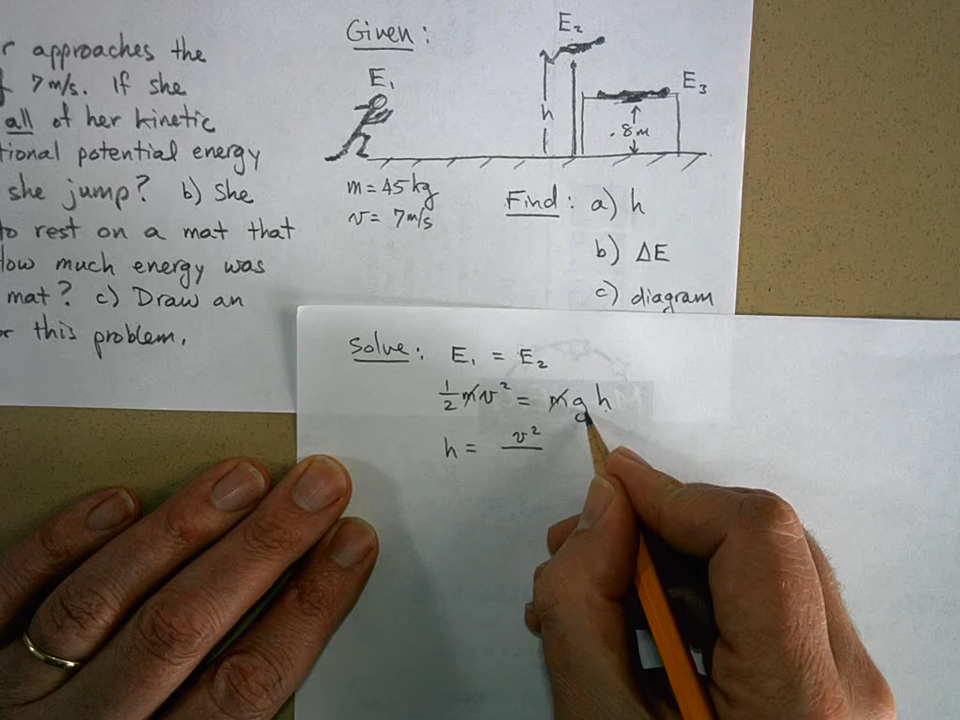 r approaches the
f 7m/s. If she
all of her kinetic
tional potential energy
she jump? b) She
to rest on a mat that
How much energy was
mat? c) Draw an
or this problem.
Given:
E₁
E₂
E₃
h
.8m
m = 45 kg
v = 7 m/s
Find: a) h
b) ΔE
c) diagram
Solve: E₁ = E₂
½mv² = mgh
h = v²